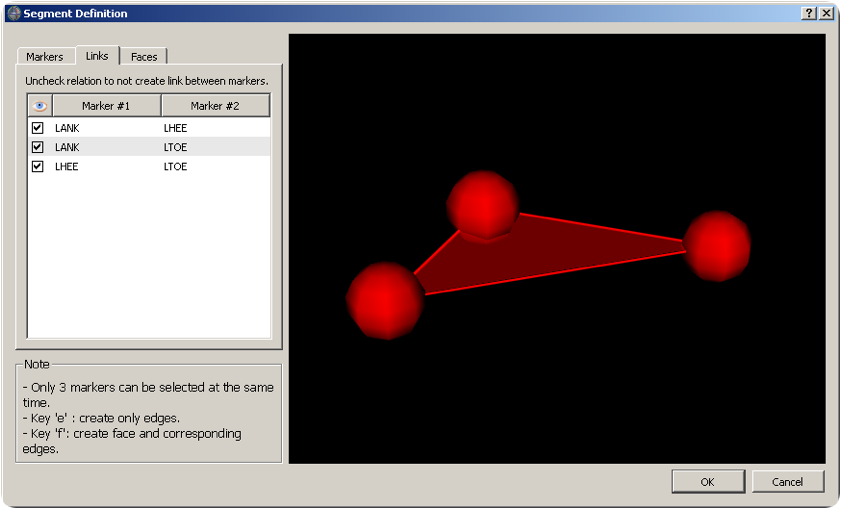 Segment Definition
Markers Links Faces
Uncheck relation to not create link between markers.
Marker #1 Marker #2
LANK LHEE
LANK LTOE
LHEE LTOE
Note
- Only 3 markers can be selected at the same
time.
- Key 'e' : create only edges.
- Key 'f': create face and corresponding
edges.
OK Cancel